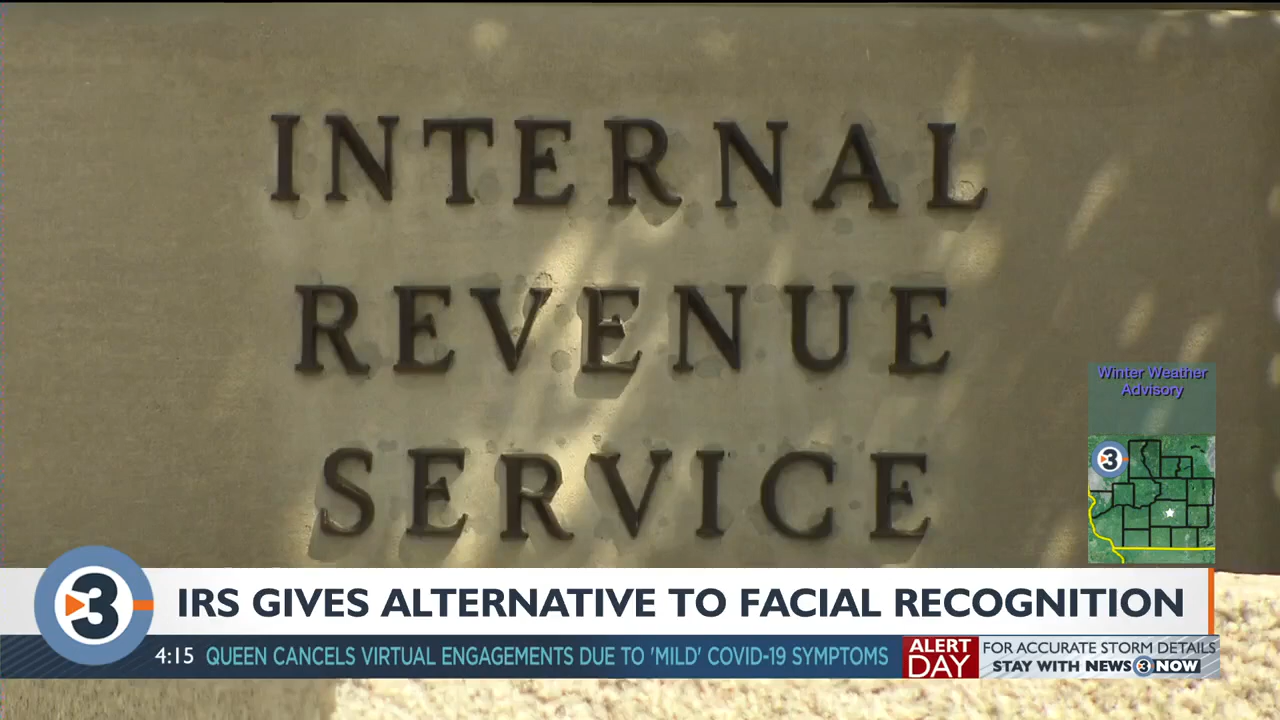 INTERNAL
REVENUE
SERVICE
Winter Weather
Advisory
3
3
IRS GIVES ALTERNATIVE TO FACIAL RECOGNITION
4:15 QUEEN CANCELS VIRTUAL ENGAGEMENTS DUE TO 'MILD' COVID-19 SYMPTOMS
ALERT
DAY
FOR ACCURATE STORM DETAILS
STAY WITH NEWS 3 NOW